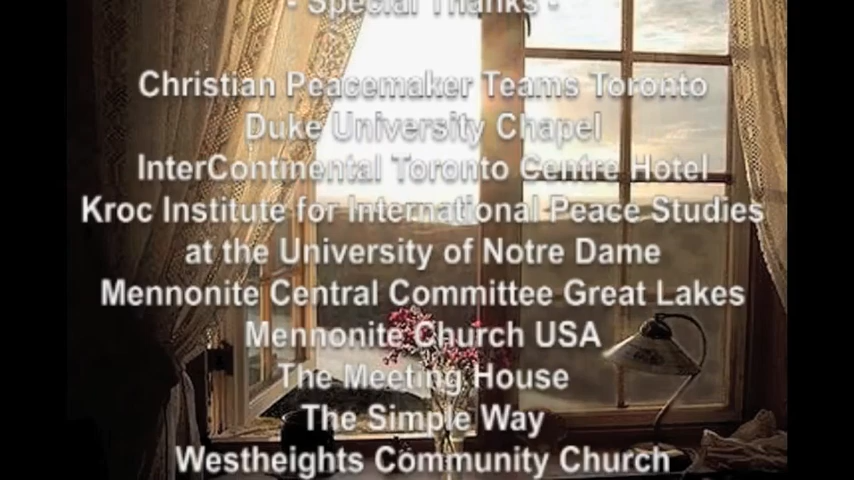 - Special Thanks -
Christian Peacemaker Teams Toronto
Duke University Chapel
InterContinental Toronto Centre Hotel
Kroc Institute for International Peace Studies
at the University of Notre Dame
Mennonite Central Committee Great Lakes
Mennonite Church USA
The Meeting House
The Simple Way
Westheights Community Church